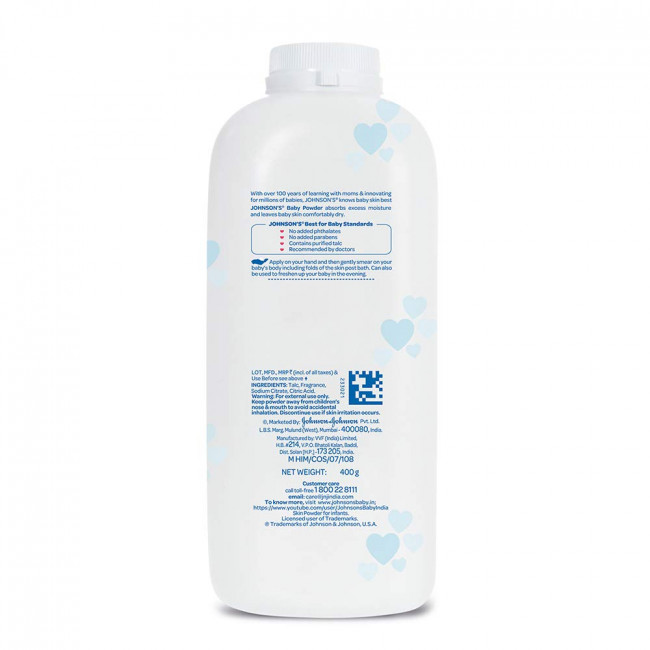 With over 100 years of learning with moms & innovating
for millions of babies, JOHNSON'S® knows baby skin best
JOHNSON'S® Baby Powder absorbs excess moisture
and leaves baby skin comfortably dry.
JOHNSON'S® Best for Baby Standards
No added phthalates
No added parabens
Contains purified talc
Recommended by doctors
Apply on your hand and then gently smear on your
baby's body including folds of the skin post bath. Can also
be used to freshen up your baby in the evening.
LOT, MFD., MRP ₹ (incl. of all taxes) &
Use Before see above
INGREDIENTS: Talc, Fragrance,
Sodium Citrate, Citric Acid.
Warning: For external use only.
Keep powder away from children's
nose & mouth to avoid accidental
inhalation. Discontinue use if skin irritation occurs.
233021
Marketed By: Johnson & Johnson Pvt. Ltd.
L.B.S. Marg, Mulund (West), Mumbai - 400080, India.
Manufactured by: VVF (India) Limited,
H.B.#214, V.P.O. Bhatoli Kalan, Baddi,
Dist. Solan [H.P.]-173 205, India.
M HIM/COS/07/108
NET WEIGHT: 400 g
Customer care
call toll-free 1 800 22 8111
email: care@jnjindia.com
To know more, visit www.johnsonsbaby.in;
https://www.youtube.com/user/JohnsonsBabyIndia
Skin Powder for infants.
Licensed user of Trademarks.
® Trademarks of Johnson & Johnson, U.S.A.